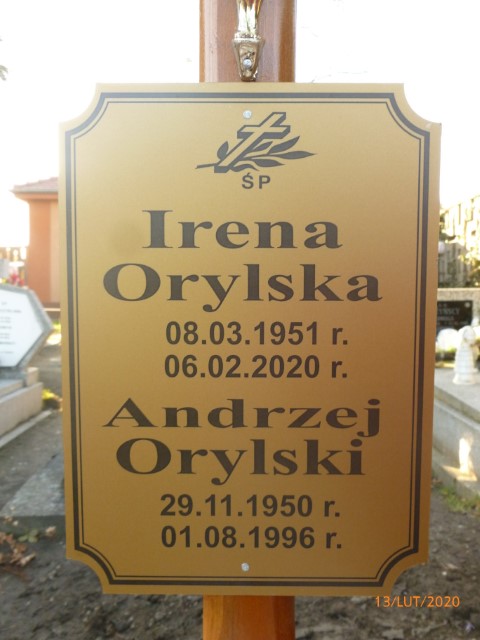 ŚP
Irena
Orylska
08.03.1951 r.
06.02.2020 r.
Andrzej
Orylski
29.11.1950 r.
01.08.1996 r.
13/LUT/2020